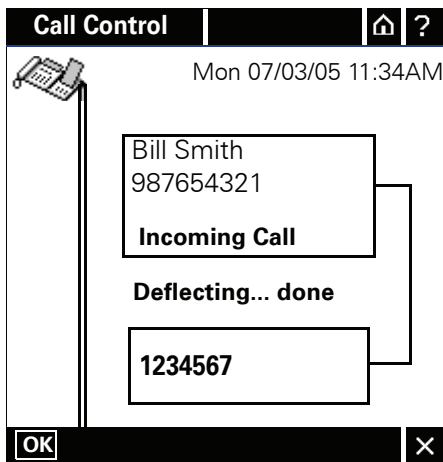 Call Control ?
Mon 07/03/05 11:34AM
Bill Smith
987654321
Incoming Call
Deflecting... done
1234567
OK